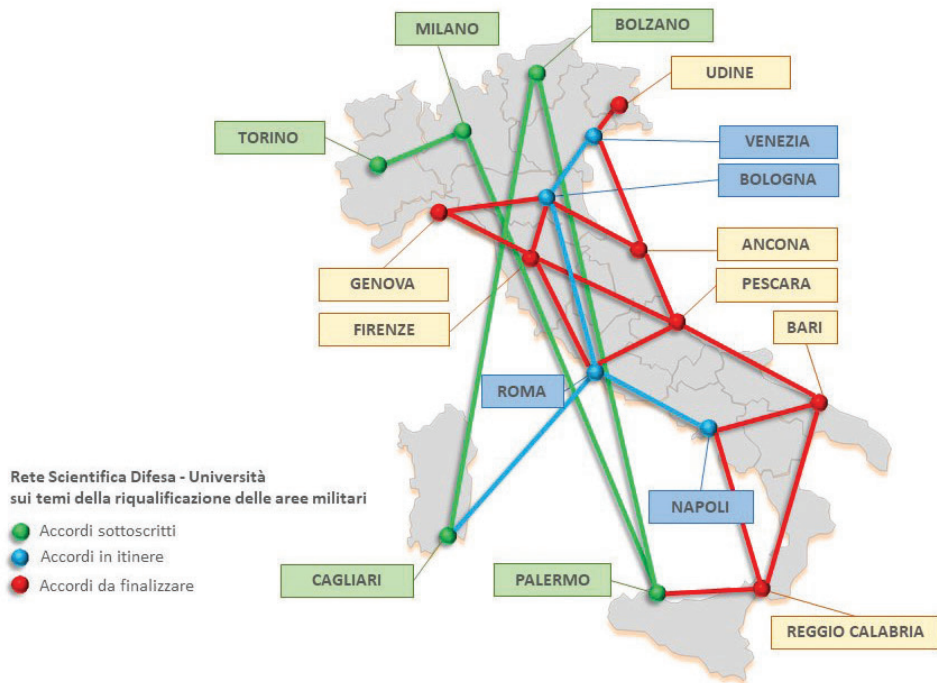 BOLZANO
MILANO
UDINE
TORINO
VENEZIA
BOLOGNA
ANCONA
GENOVA
PESCARA
FIRENZE
BARI
ROMA
Rete Scientifica Difesa - Università
sui temi della riqualificazione delle aree militari
Accordi sottoscritti
Accordi in itinere
Accordi da finalizzare
NAPOLI
CAGLIARI
PALERMO
REGGIO CALABRIA